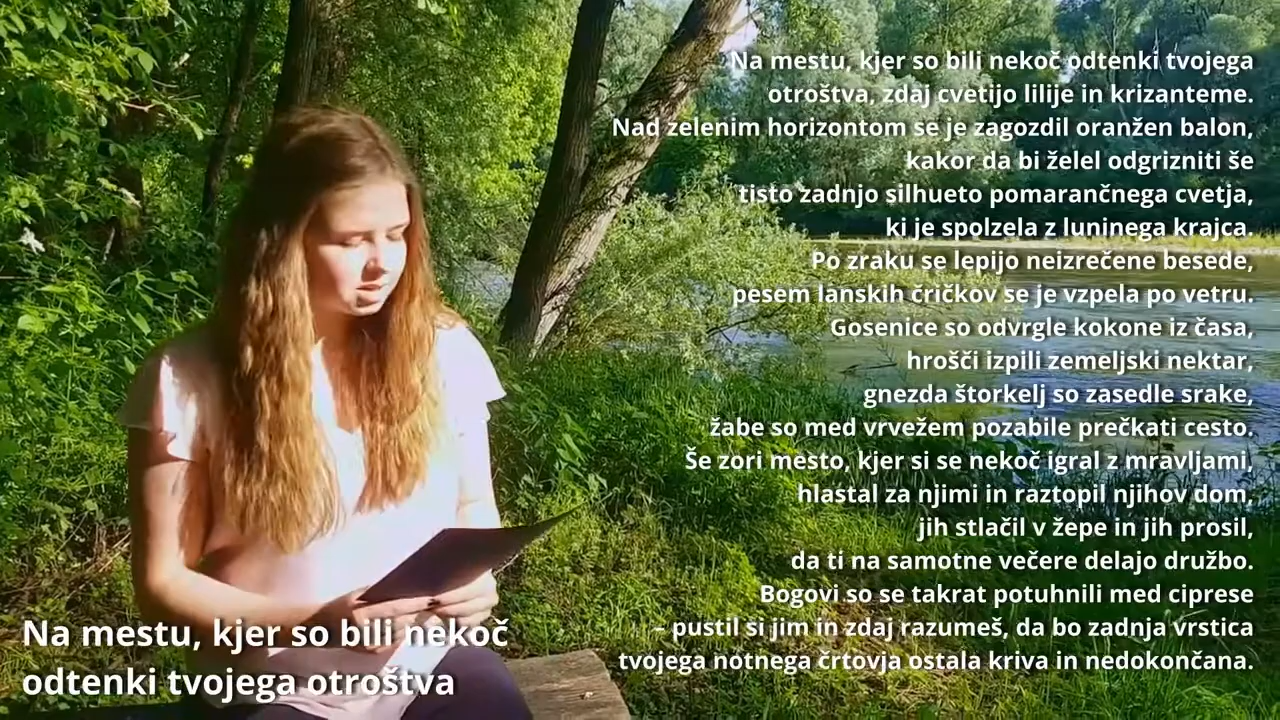 Na mestu, kjer so bili nekoč odtenki tvojega
otroštva, zdaj cvetijo lilije in krizanteme.
Nad zelenim horizontom se je zagozdil oranžen balon,
kakor da bi želel odgrizniti še
tisto zadnjo silhueto pomarančnega cvetja,
ki je spolzela z luninega krajca.
Po zraku se lepijo neizrečene besede,
pesem lanskih čričkov se je vzpela po vetru.
Gosenice so odvrgle kokone iz časa,
hrošči izpili zemeljski nektar,
gnezda štorkelj so zasedle srake,
žabe so med vrvežem pozabile prečkati cesto.
Še zori mesto, kjer si se nekoč igral z mravljami,
hlastal za njimi in raztopil njihov dom,
jih stlačil v žepe in jih prosil,
da ti na samotne večere delajo družbo.
Bogovi so se takrat potuhnili med ciprese
– pustil si jim in zdaj razumeš, da bo zadnja vrstica
tvojega notnega črtovja ostala kriva in nedokončana.
Na mestu, kjer so bili nekoč
odtenki tvojega otroštva